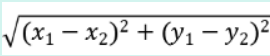 √(x₁ − x₂)² + (y₁ − y₂)²